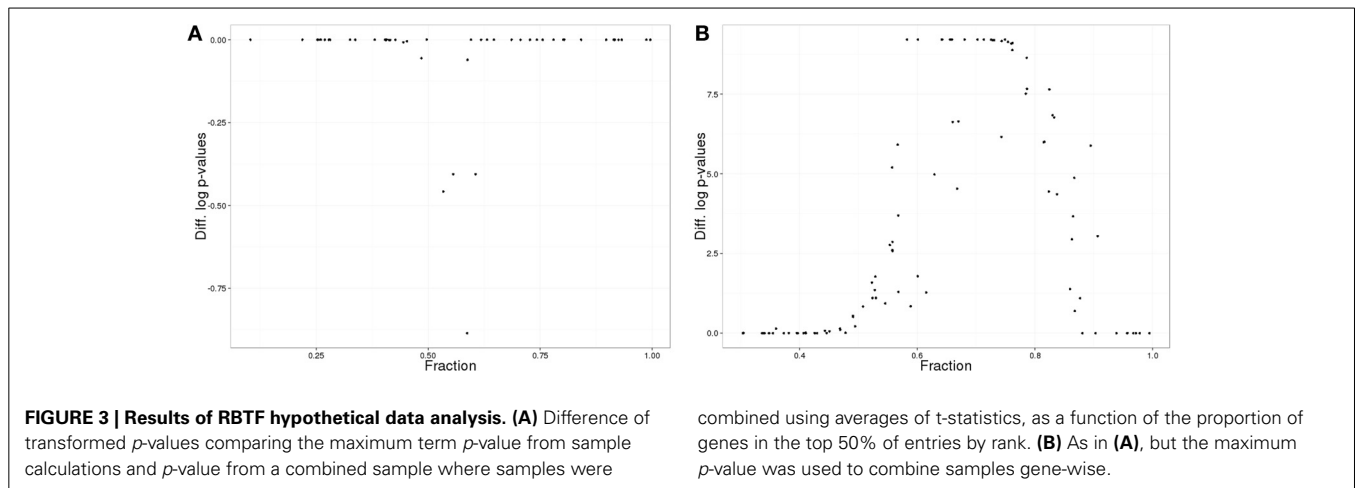 A
0.00
-0.25
-0.50
-0.75
Diff. log p-values
0.25 0.50 0.75 1.00
Fraction
B
7.5
5.0
2.5
0.0
Diff. log p-values
0.4 0.6 0.8 1.0
Fraction
FIGURE 3 | Results of RBTF hypothetical data analysis. (A) Difference of
transformed p-values comparing the maximum term p-value from sample
calculations and p-value from a combined sample where samples were
combined using averages of t-statistics, as a function of the proportion of
genes in the top 50% of entries by rank. (B) As in (A), but the maximum
p-value was used to combine samples gene-wise.